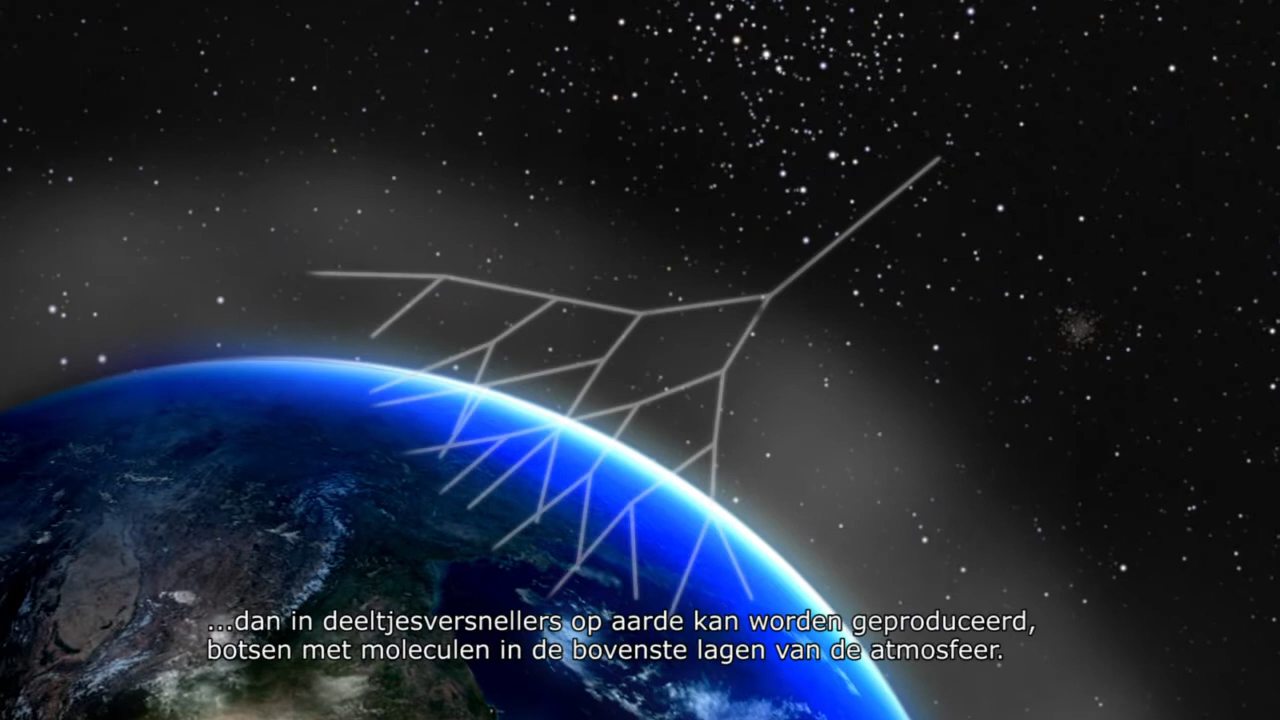 ...dan in deeltjesversnellers op aarde kan worden geproduceerd,
botsen met moleculen in de bovenste lagen van de atmosfeer.